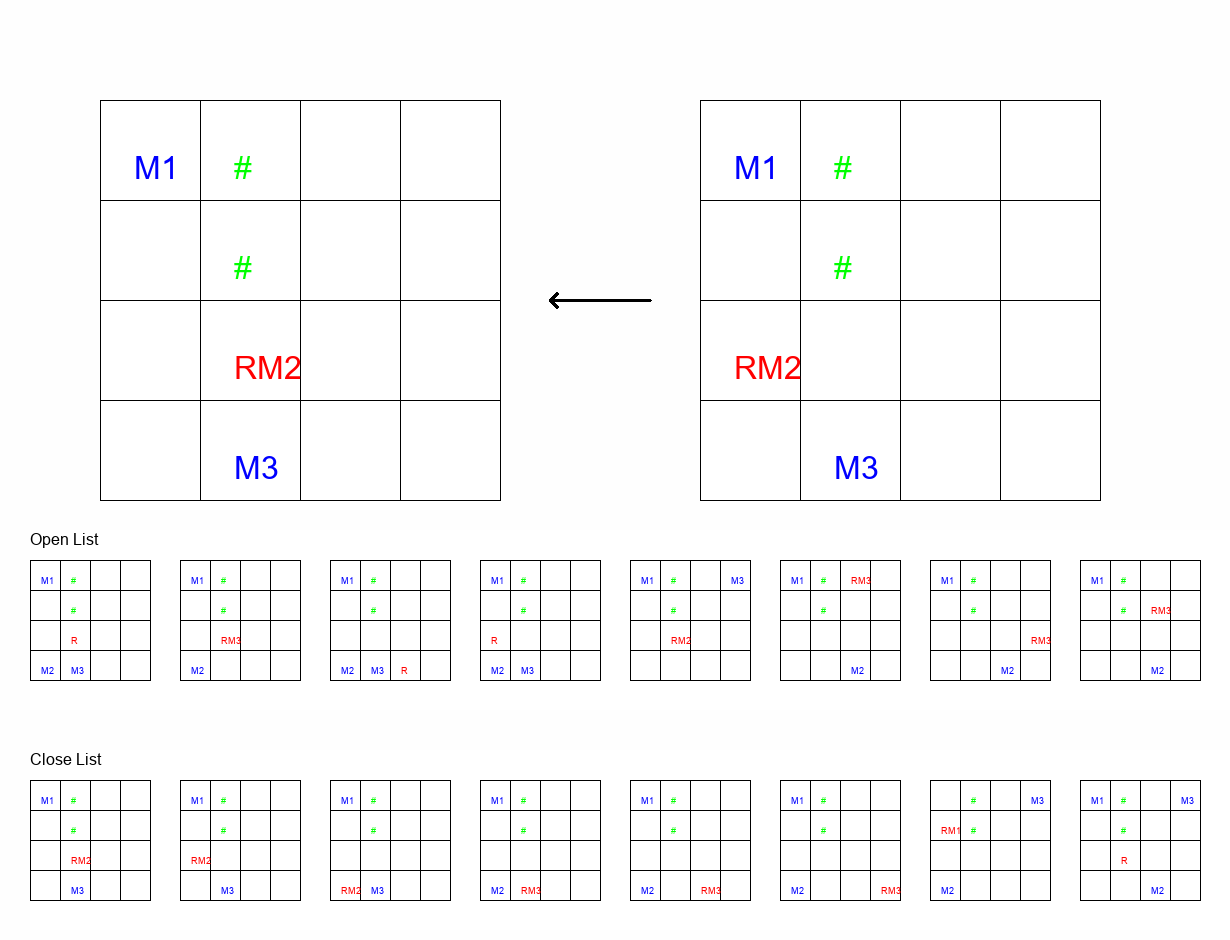 M1 # M1 #
# #
RM2 RM2
M3 M3
Open List
M1 # M1 # M1 # M1 # M1 # M3 M1 # RM3 M1 # M1 #
# # # # # # # # RM3
R RM3 R RM2 RM3
M2 M3 M2 M2 M3 R M2 M3 M2 M2 M2
Close List
M1 # M1 # M1 # M1 # M1 # M1 # # M3 M1 # M3
# # # # # # RM1 # #
RM2 RM2 R
M3 M3 RM2 M3 M2 RM3 M2 RM3 M2 RM3 M2 M2